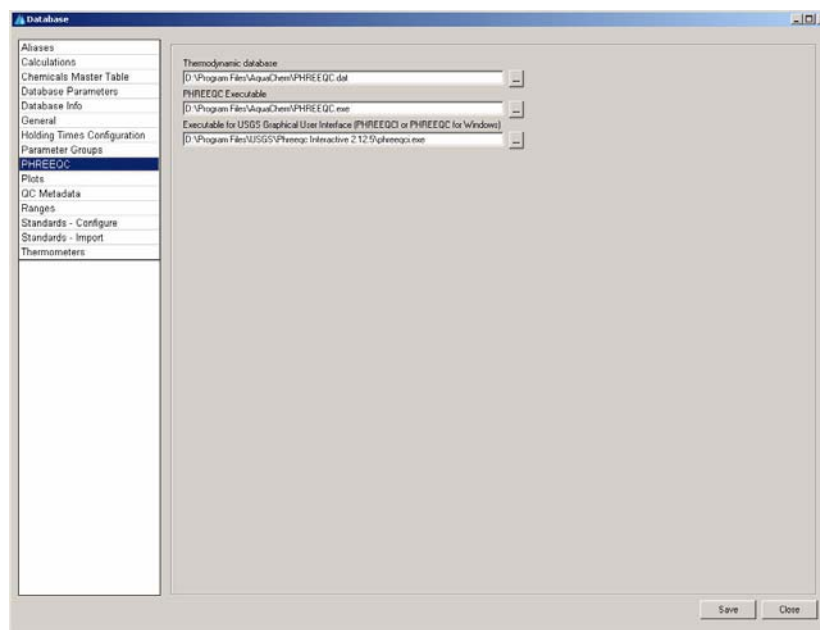 Database
Aliases
Calculations
Chemicals Master Table
Database Parameters
Database Info
General
Holding Times Configuration
Parameter Groups
PHREEQC
Plots
QC Metadata
Ranges
Standards - Configure
Standards - Import
Thermometers
Thermodynamic database
D:\Program Files\AquaChem\PHREEQC.dat
...
PHREEQC Executable
D:\Program Files\AquaChem\PHREEQC.exe
...
Executable for USGS Graphical User Interface (PHREEQCI or PHREEQC for Windows)
D:\Program Files\USGS\Phreeqc Interactive 2.12.5\phreeqci.exe
...
Save
Close